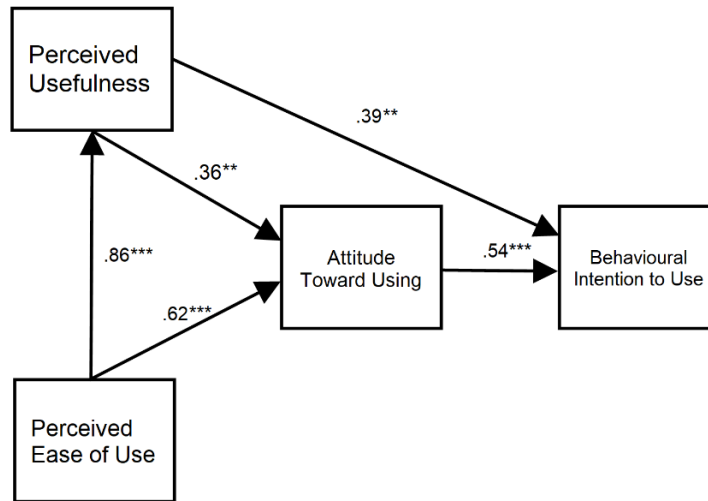 Perceived
Usefulness
.39**
.36**
.86***
Attitude
Toward Using
.54***
Behavioural
Intention to Use
.62***
Perceived
Ease of Use